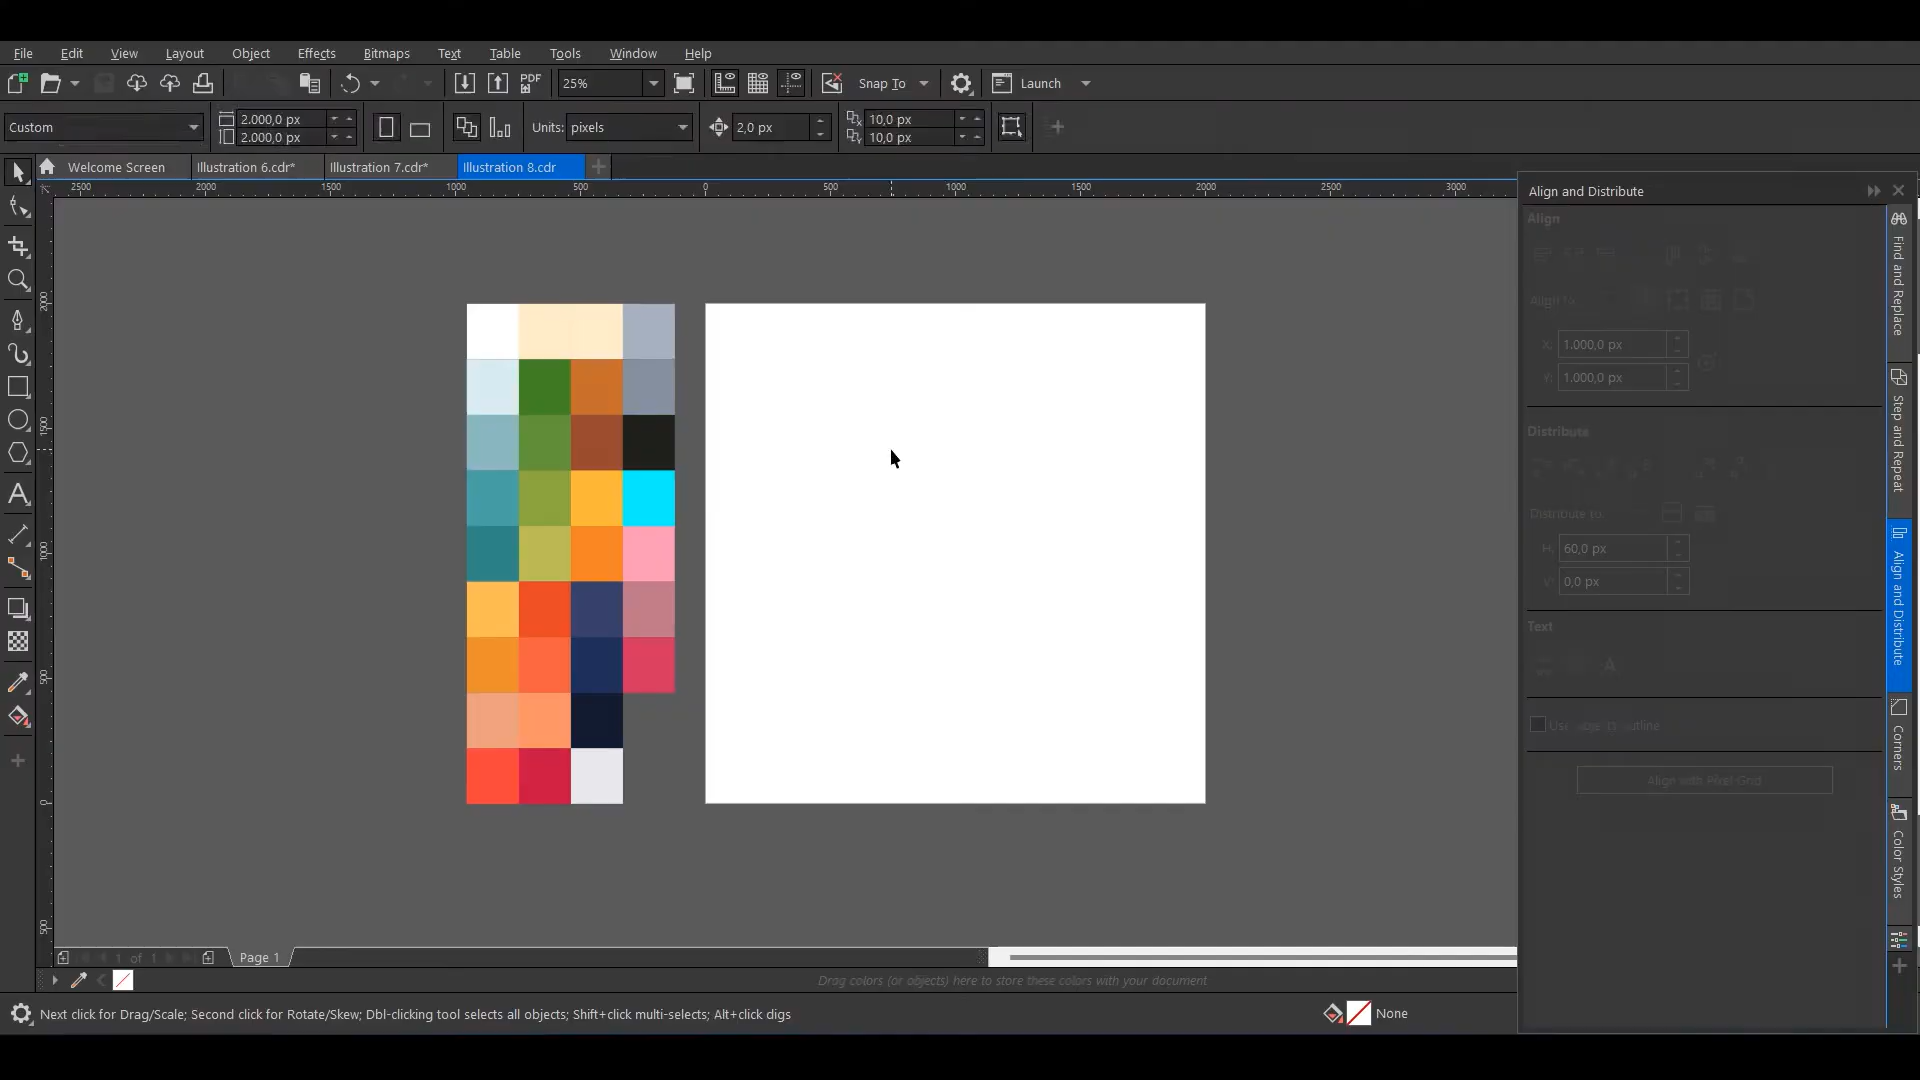 File Edit View Layout Object Effects Bitmaps Text Table Tools Window Help
PDF 25% Snap To Launch
Custom 2.000,0 px 2.000,0 px Units: pixels 2,0 px 10,0 px 10,0 px
Welcome Screen Illustration 6.cdr* Illustration 7.cdr* Illustration 8.cdr
2500 2000 1500 1000 500 0 500 1000 1500 2000 2500 3000
2000
1500
1000
500
0
500
Align and Distribute
Align
Align to:
X: 1.000,0 px
Y: 1.000,0 px
Distribute
Distribute to:
H: 60,0 px
V: 0,0 px
Text
Align with Pixel Grid
Find and Replace
Step and Repeat
Align and Distribute
Corners
Color Styles
1 of 1 Page 1
Drag colors (or objects) here to store these colors with your document
Next click for Drag/Scale; Second click for Rotate/Skew; Dbl-clicking tool selects all objects; Shift+click multi-selects; Alt+click digs None